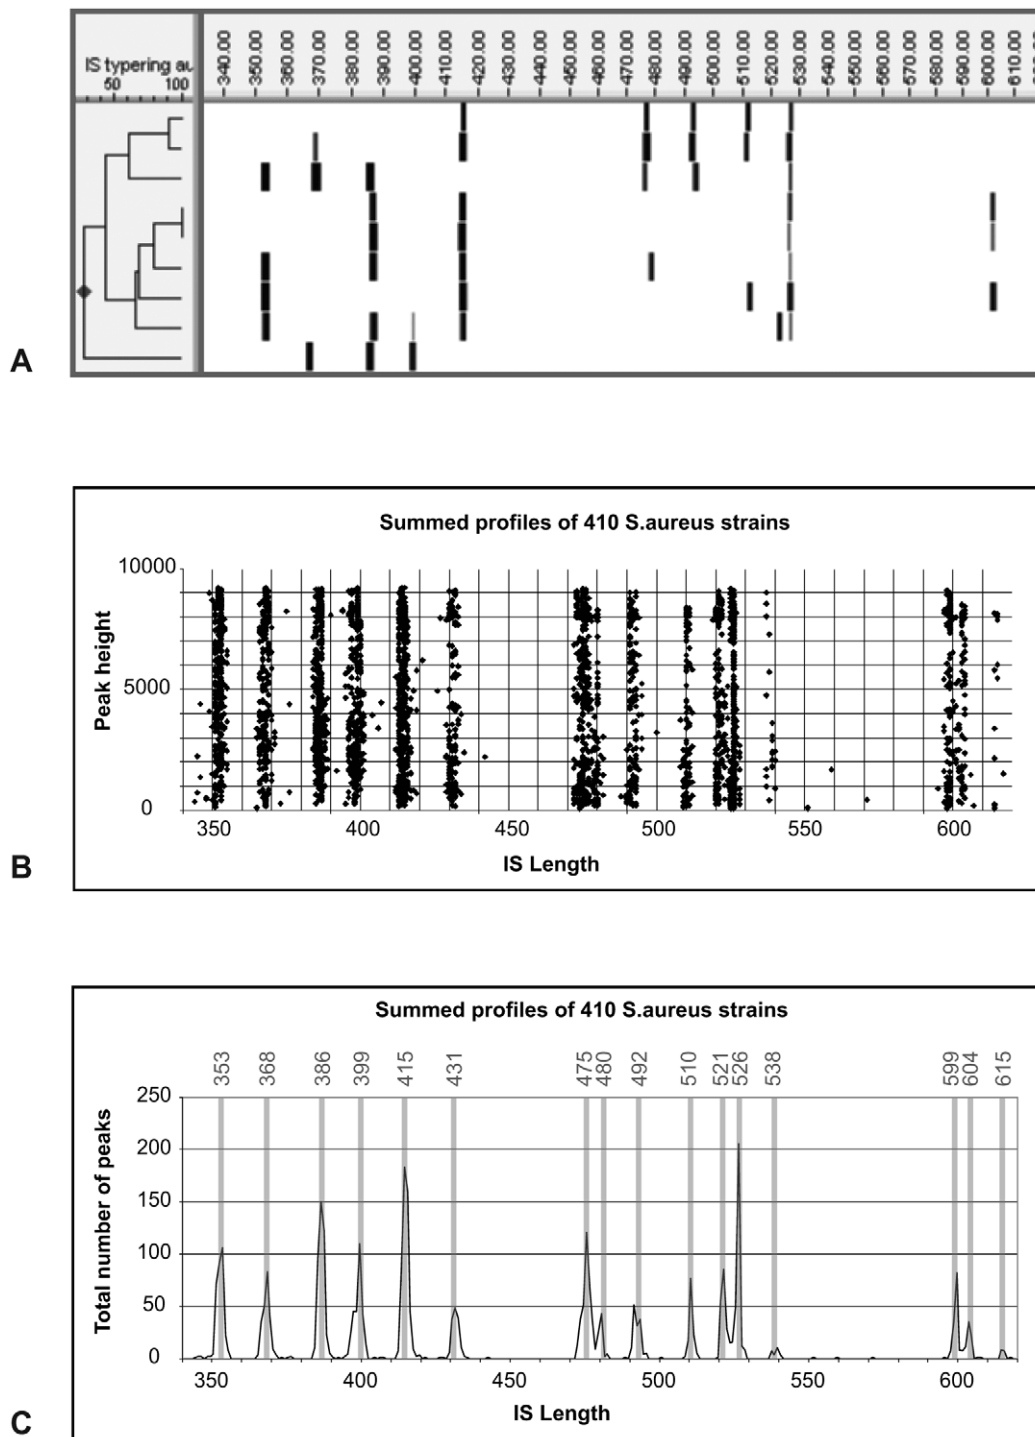 IS typering au
50 100
340.00 350.00 360.00 370.00 380.00 390.00 400.00 410.00 420.00 430.00 440.00 450.00 460.00 470.00 480.00 490.00 500.00 510.00 520.00 530.00 540.00 550.00 560.00 570.00 580.00 590.00 600.00 610.00
A
Summed profiles of 410 S.aureus strains
10000
5000
0
Peak height
350 400 450 500 550 600
IS Length
B
Summed profiles of 410 S.aureus strains
353 368 386 399 415 431 475 480 492 510 521 526 538 599 604 615
250
200
150
100
50
0
Total number of peaks
350 400 450 500 550 600
IS Length
C